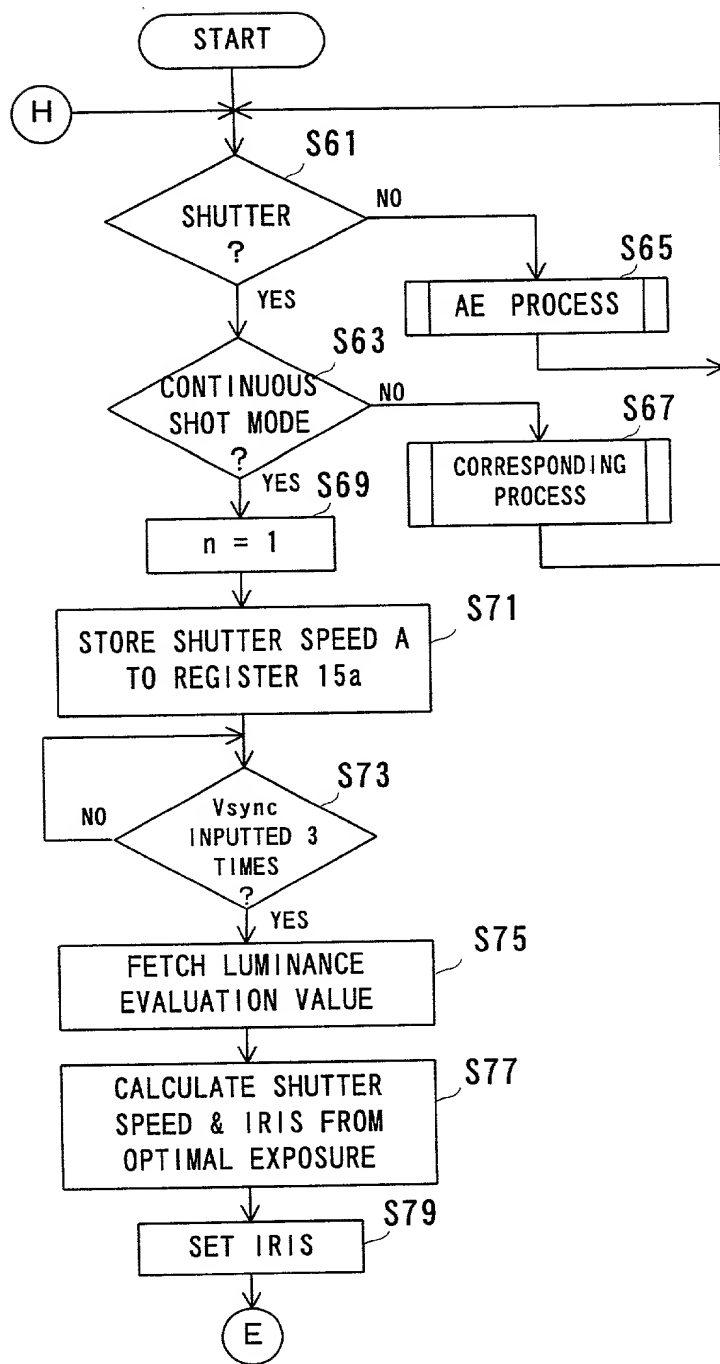 START
H
S61
SHUTTER
?
NO
YES
S65
AE PROCESS
S63
CONTINUOUS
SHOT MODE
?
NO
YES
S67
CORRESPONDING
PROCESS
S69
n = 1
S71
STORE SHUTTER SPEED A
TO REGISTER 15a
S73
Vsync
INPUTTED 3
TIMES
?
NO
YES
S75
FETCH LUMINANCE
EVALUATION VALUE
S77
CALCULATE SHUTTER
SPEED & IRIS FROM
OPTIMAL EXPOSURE
S79
SET IRIS
E